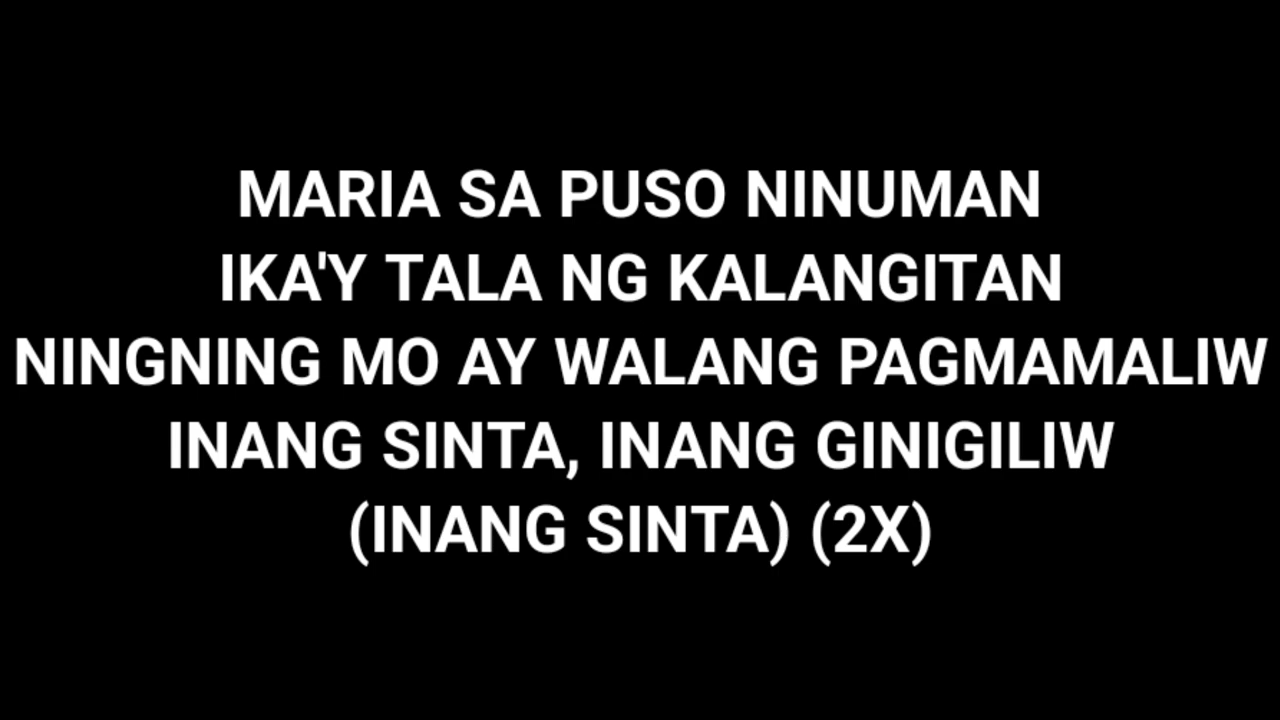 MARIA SA PUSO NINUMAN
IKA'Y TALA NG KALANGITAN
NINGNING MO AY WALANG PAGMAMALIW
INANG SINTA, INANG GINIGILIW
(INANG SINTA) (2X)